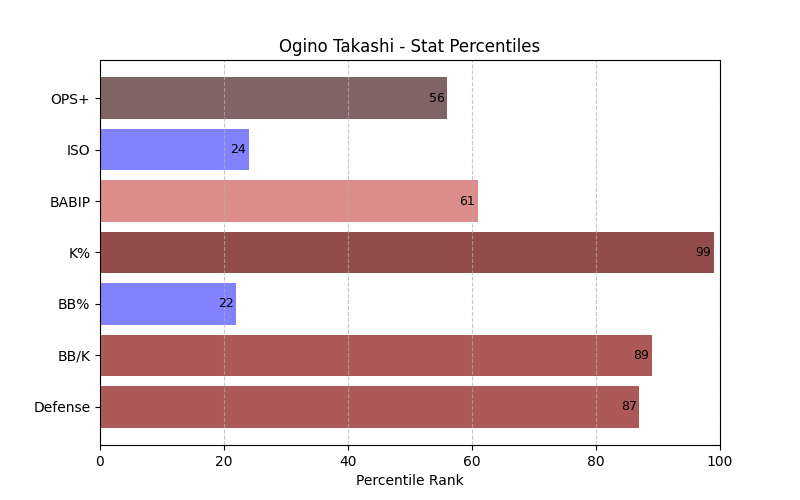 Ogino Takashi - Stat Percentiles
OPS+ 56
ISO 24
BABIP 61
K% 99
BB% 22
BB/K 89
Defense 87
0 20 40 60 80 100
Percentile Rank